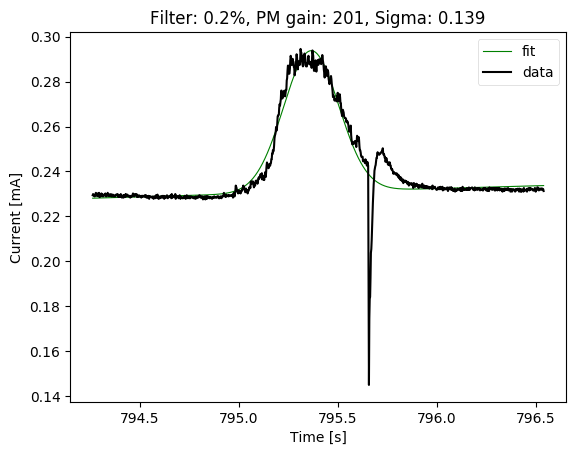 Filter: 0.2%, PM gain: 201, Sigma: 0.139
fit
data
Current [mA]
0.30
0.28
0.26
0.24
0.22
0.20
0.18
0.16
0.14
794.5 795.0 795.5 796.0 796.5
Time [s]